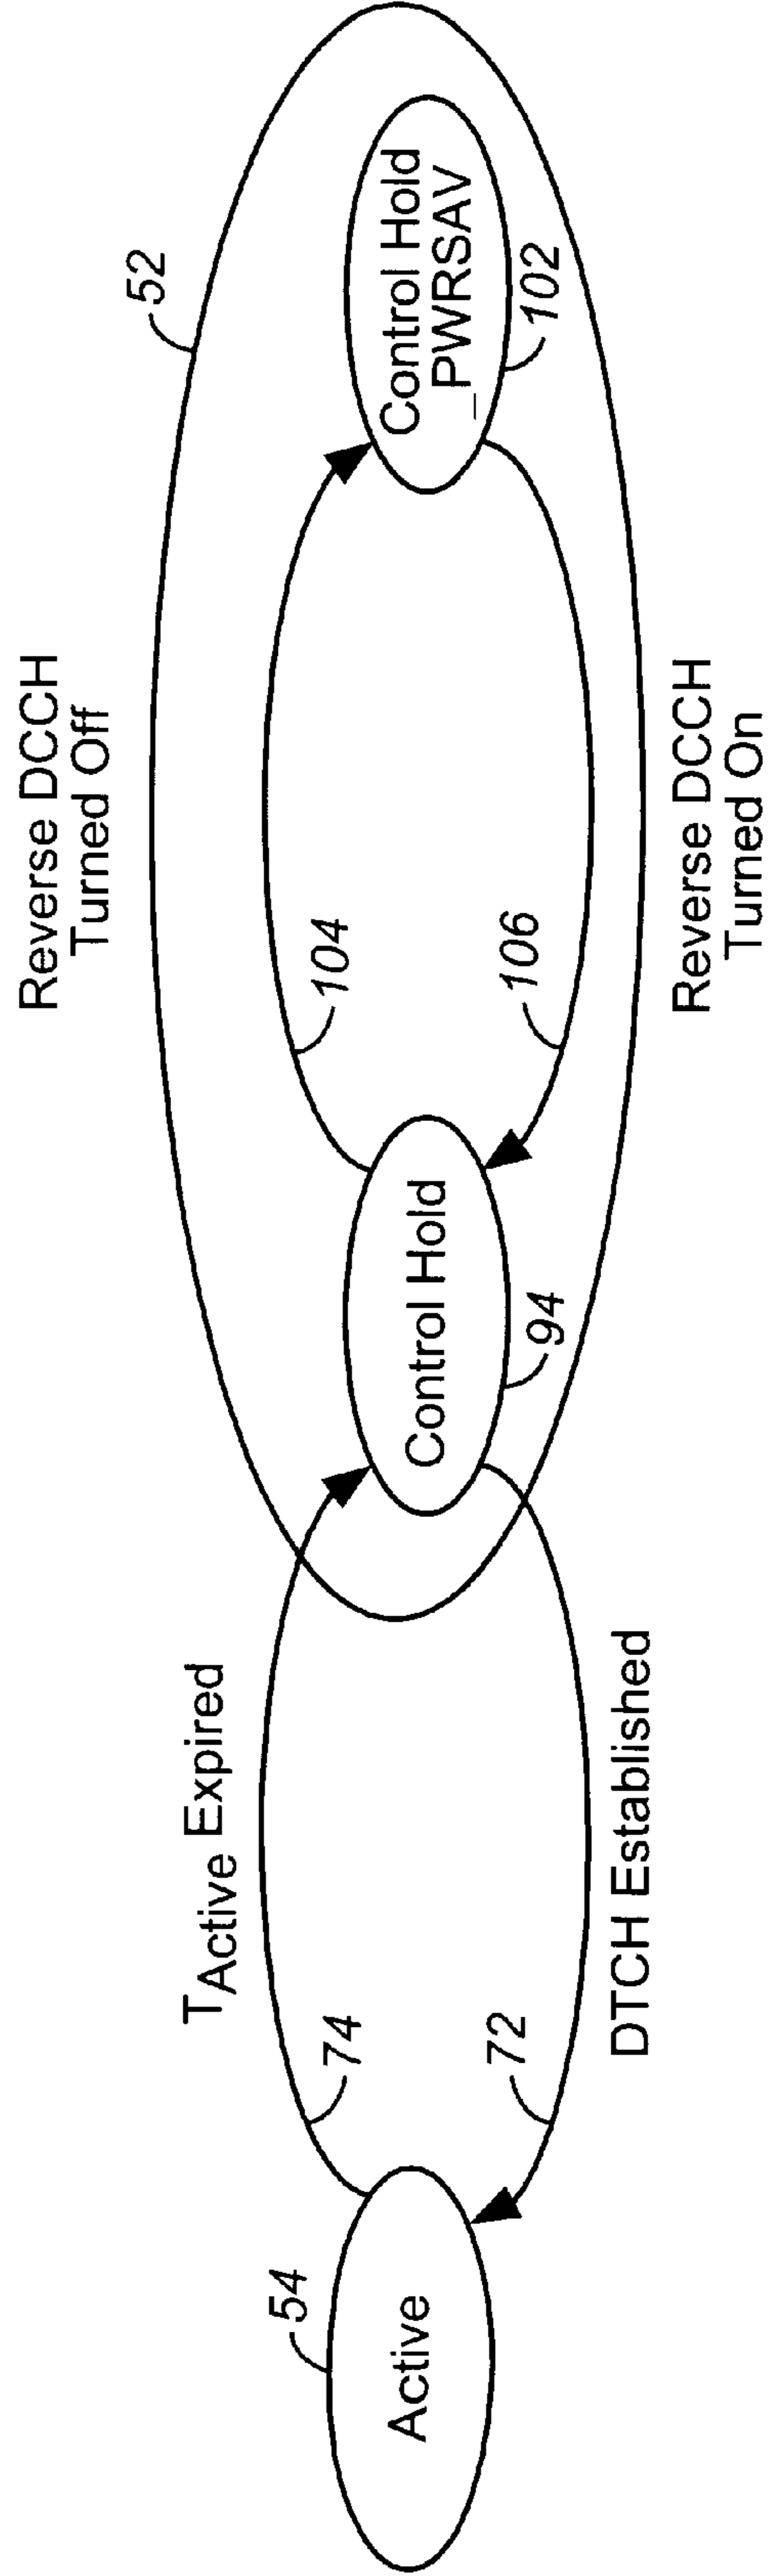 Reverse DCCH
Turned Off
52
T_Active Expired
74
104
54
Active
Control Hold
Control Hold
_PWRSAV
94
102
72
106
DTCH Established
Reverse DCCH
Turned On